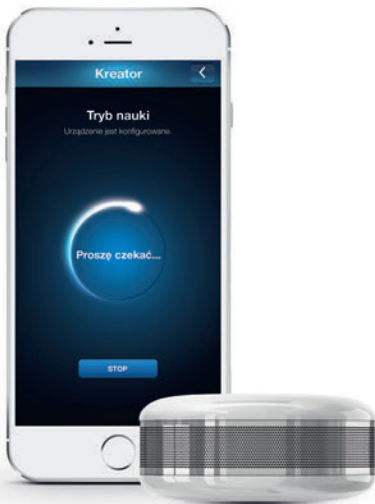 Kreator
Tryb nauki
Urządzenie jest konfigurowane.
Proszę czekać...
STOP